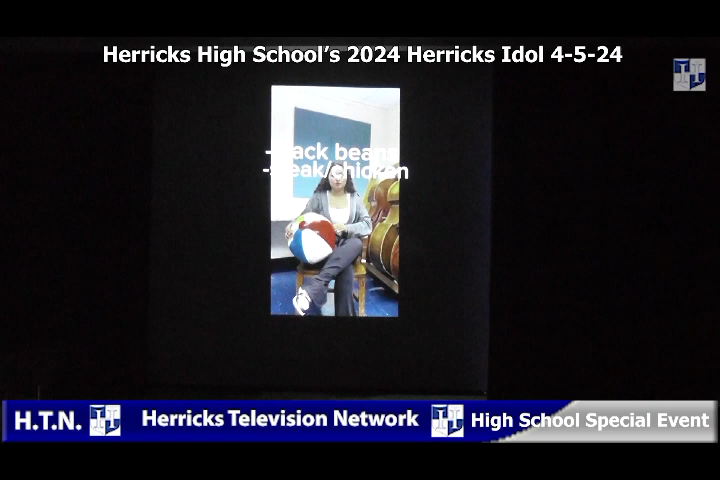 Herricks High School's 2024 Herricks Idol 4-5-24
-black beans
-steak/chicken
H.T.N.
Herricks Television Network
High School Special Event